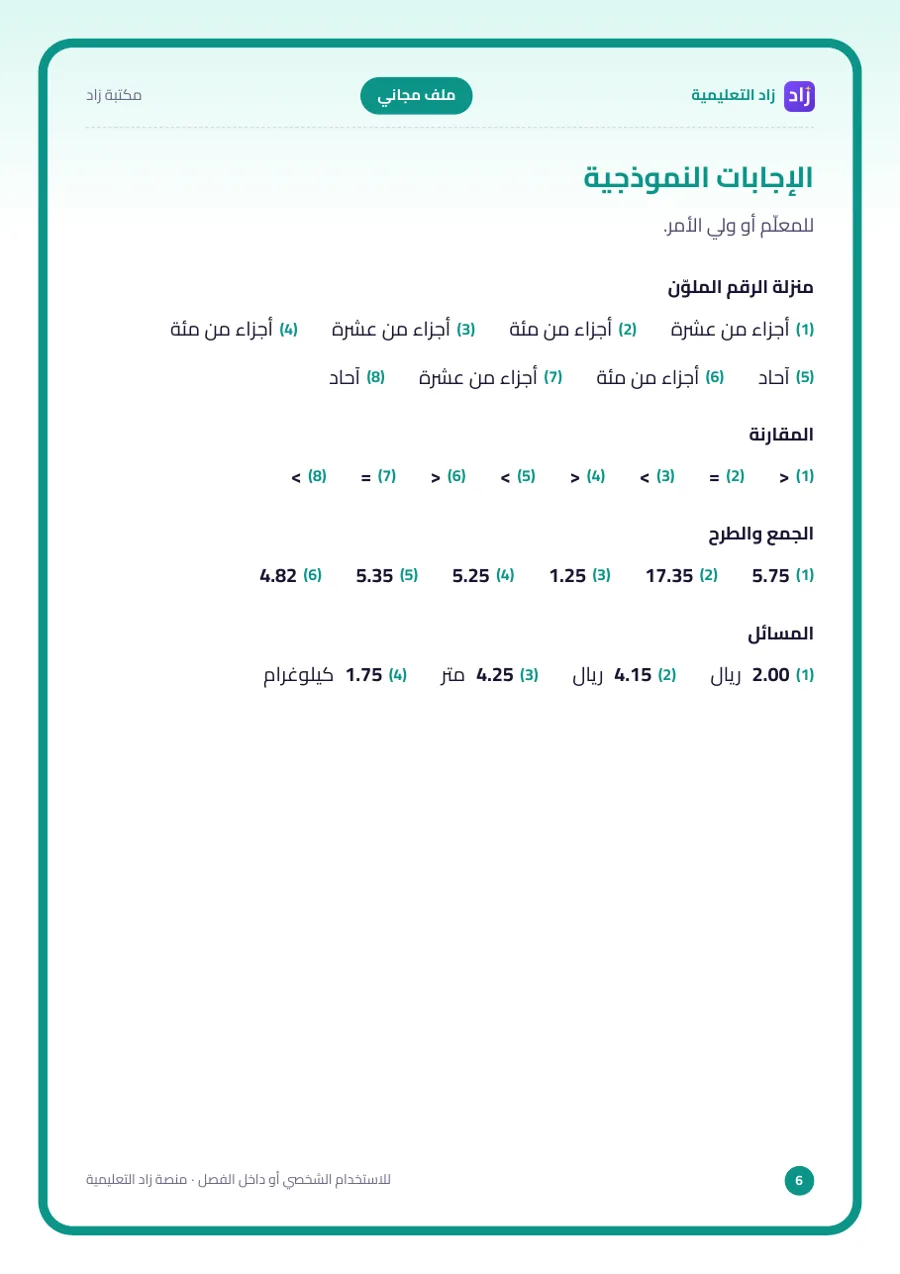 زاد زاد التعليمية
ملف مجاني
مكتبة زاد
الإجابات النموذجية
للمعلّم أو ولي الأمر.
منزلة الرقم الملوّن
(1) أجزاء من عشرة (2) أجزاء من مئة (3) أجزاء من عشرة (4) أجزاء من مئة
(5) آحاد (6) أجزاء من مئة (7) أجزاء من عشرة (8) آحاد
المقارنة
(1) > (2) = (3) < (4) > (5) < (6) > (7) = (8) <
الجمع والطرح
(1) 5.75 (2) 17.35 (3) 1.25 (4) 5.25 (5) 5.35 (6) 4.82
المسائل
(1) 2.00 ريال (2) 4.15 ريال (3) 4.25 متر (4) 1.75 كيلوغرام
6
للاستخدام الشخصي أو داخل الفصل · منصة زاد التعليمية